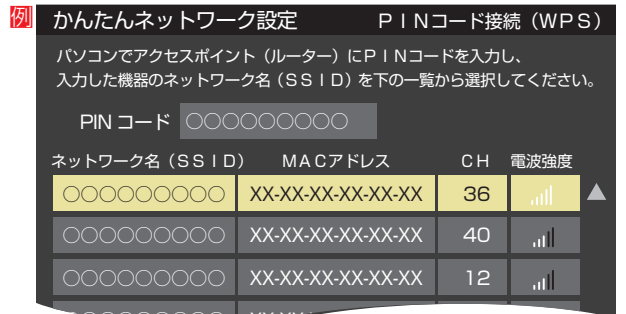 例 かんたんネットワーク設定 PINコード接続（WPS）
パソコンでアクセスポイント（ルーター）にPINコードを入力し、
入力した機器のネットワーク名（SSID）を下の一覧から選択してください。
PIN コード ○○○○○○○○○
ネットワーク名（SSID） MACアドレス CH 電波強度
○○○○○○○○○ XX-XX-XX-XX-XX-XX 36
○○○○○○○○○ XX-XX-XX-XX-XX-XX 40
○○○○○○○○○ XX-XX-XX-XX-XX-XX 12